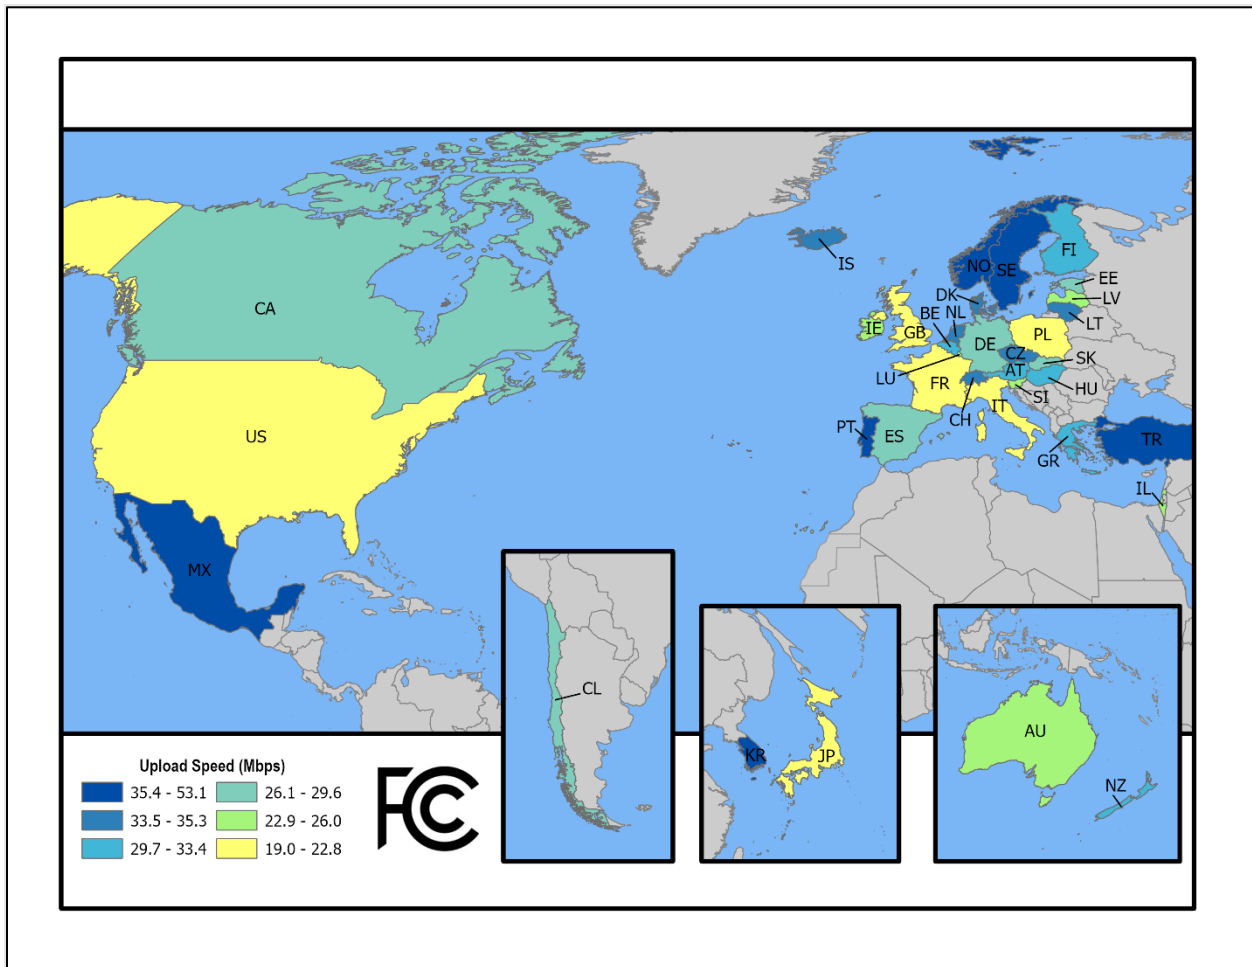 CA
US
MX
IS
NO
SE
FI
EE
LV
LT
DK
NL
BE
IE
GB
DE
PL
CZ
SK
AT
HU
LU
FR
CH
SI
IT
PT
ES
GR
TR
IL
CL
KR
JP
AU
NZ
Upload Speed (Mbps)
35.4 - 53.1
26.1 - 29.6
33.5 - 35.3
22.9 - 26.0
29.7 - 33.4
19.0 - 22.8
FCC